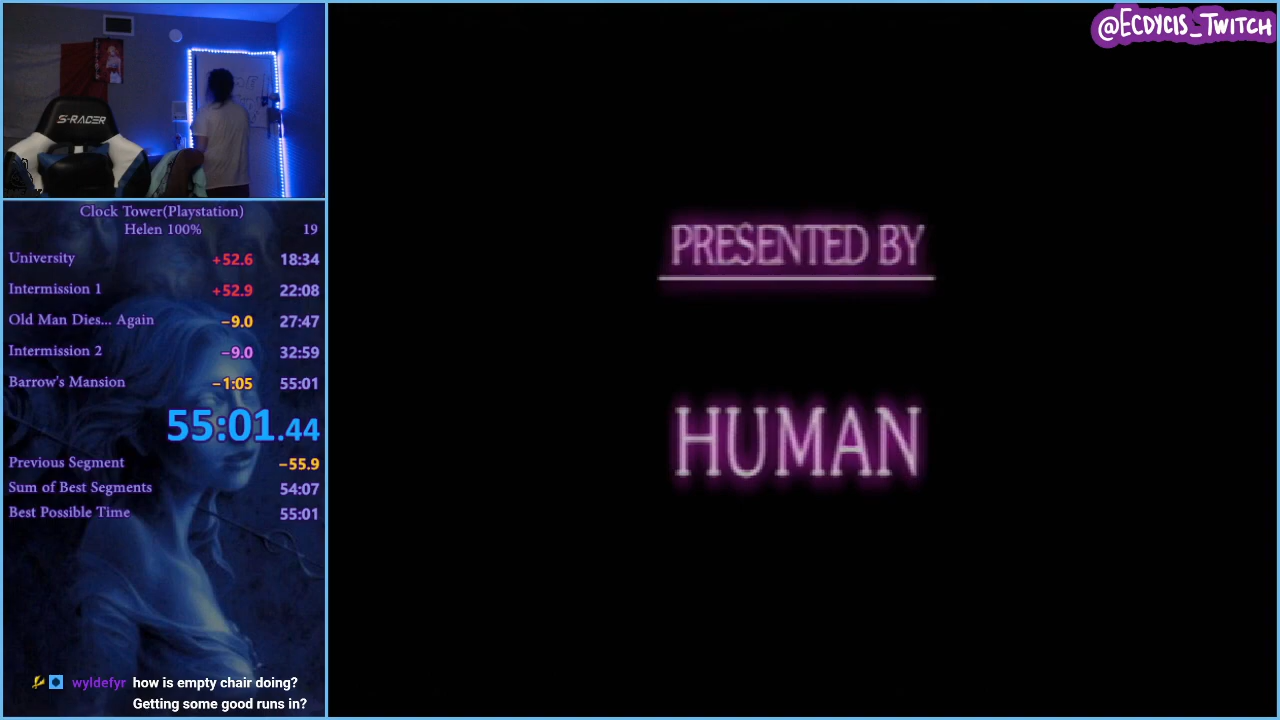 @ECDYCIS_TWITCH
S-RACER
Clock Tower(Playstation)
Helen 100% 19
University +52.6 18:34
Intermission 1 +52.9 22:08
Old Man Dies... Again −9.0 27:47
Intermission 2 −9.0 32:59
Barrow's Mansion −1:05 55:01
55:01.44
Previous Segment −55.9
Sum of Best Segments 54:07
Best Possible Time 55:01
wyldefyr how is empty chair doing?
Getting some good runs in?
PRESENTED BY
HUMAN